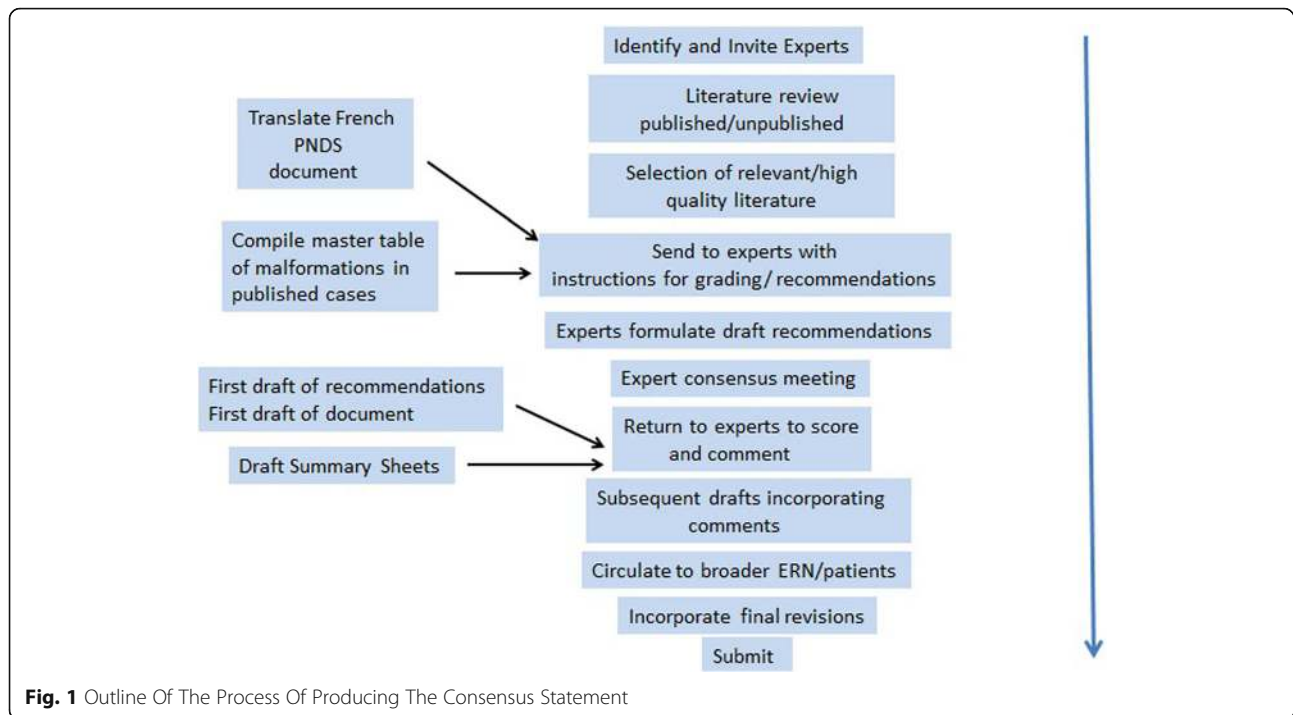 Identify and Invite Experts
Literature review
published/unpublished
Translate French
PNDS
document
Selection of relevant/high
quality literature
Compile master table
of malformations in
published cases
Send to experts with
instructions for grading/recommendations
Experts formulate draft recommendations
Expert consensus meeting
First draft of recommendations
First draft of document
Return to experts to score
and comment
Draft Summary Sheets
Subsequent drafts incorporating
comments
Circulate to broader ERN/patients
Incorporate final revisions
Submit
Fig. 1 Outline Of The Process Of Producing The Consensus Statement